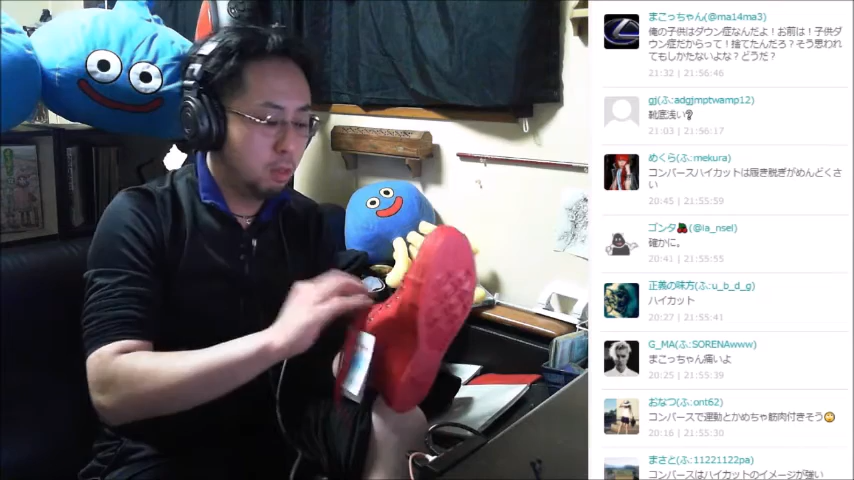 まこっちゃん(@ma14ma3)
俺の子供はダウン症なんだよ！お前は！子供ダ
ウン症だからって！捨てたんだろ？そう思われ
てもしかたないよな？どうだ？
21:32 | 21:56:46
gj(ふ:adgjmptwamp12)
靴底浅い❓
21:03 | 21:56:17
めくら(ふ:mekura)
コンバースハイカットは履き脱ぎがめんどくさ
い
20:45 | 21:55:59
ゴンタ🍒(@ia_nsel)
確かに。
20:41 | 21:55:55
正義の味方(ふ:u_b_d_g)
ハイカット
20:27 | 21:55:41
G_MA(ふ:SORENAwww)
まこっちゃん痛いよ
20:25 | 21:55:39
おなつ(ふ:ont62)
コンバースで運動とかめちゃ筋肉付きそう
20:16 | 21:55:30
まさと(ふ:11221122pa)
コンバースはハイカットのイメージが強い